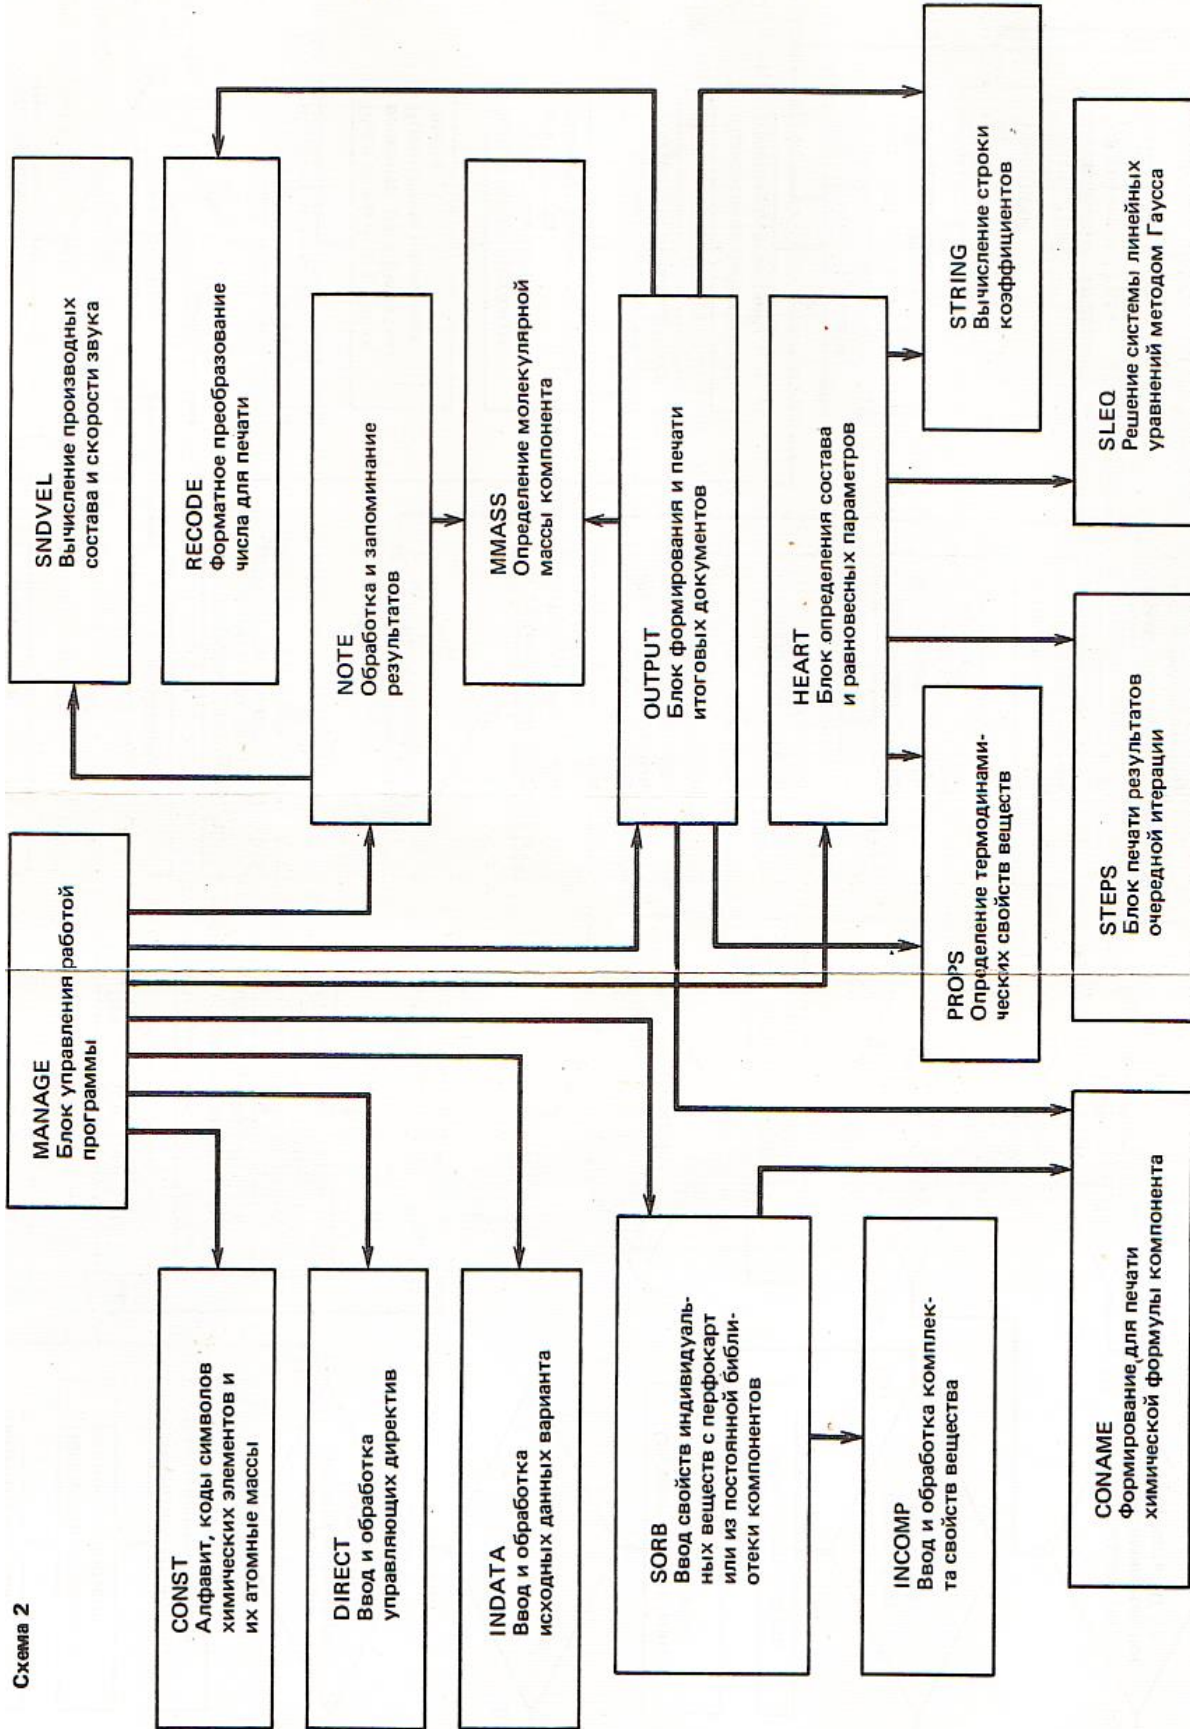 Схема 2
MANAGE
Блок управления работой
программы
SNDVEL
Вычисление производных
состава и скорости звука
CONST
Алфавит, коды символов
химических элементов и
их атомные массы
RECODE
Форматное преобразование
числа для печати
DIRECT
Ввод и обработка
управляющих директив
NOTE
Обработка и запоминание
результатов
INDATA
Ввод и обработка
исходных данных варианта
MMASS
Определение молекулярной
массы компонента
SORB
Ввод свойств индивидуаль-
ных веществ с перфокарт
или из постоянной библи-
отеки компонентов
OUTPUT
Блок формирования и печати
итоговых документов
INCOMP
Ввод и обработка комплек-
та свойств вещества
HEART
Блок определения состава
и равновесных параметров
PROPS
Определение термодинами-
ческих свойств веществ
STRING
Вычисление строки
коэффициентов
CONAME
Формирование для печати
химической формулы компонента
STEPS
Блок печати результатов
очередной итерации
SLEQ
Решение системы линейных
уравнений методом Гаусса